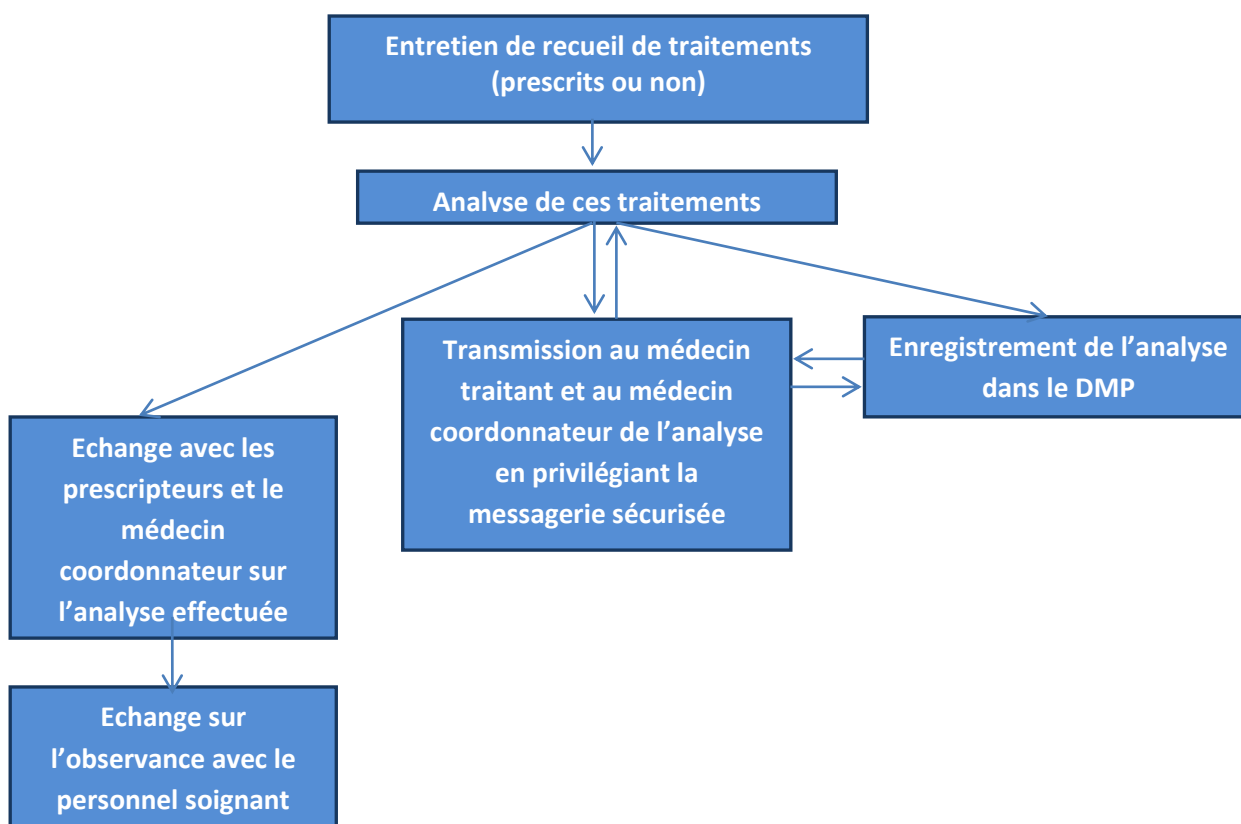 Entretien de recueil de traitements
(prescrits ou non)
Analyse de ces traitements
Transmission au médecin
traitant et au médecin
coordonnateur de l’analyse
en privilégiant la
messagerie sécurisée
Enregistrement de l’analyse
dans le DMP
Echange avec les
prescripteurs et le
médecin
coordonnateur sur
l’analyse effectuée
Echange sur
l’observance avec le
personnel soignant